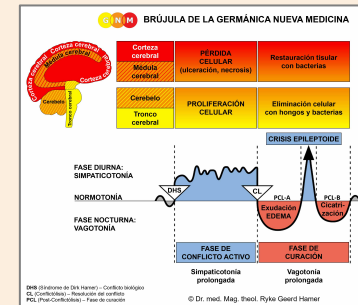 GNM BRÚJULA DE LA GERMÁNICA NUEVA MEDICINA
Corteza cerebral
Médula cerebral
Corteza cerebral
Cerebelo
Tronco cerebral
Corteza
cerebral
Médula
cerebral
PÉRDIDA
CELULAR
(ulceración, necrosis)
Restauración tisular
con bacterias
Cerebelo
Tronco
cerebral
PROLIFERACIÓN
CELULAR
Eliminación celular
con hongos y bacterias
CRISIS EPILEPTOIDE
FASE DIURNA:
SIMPATICOTONÍA
NORMOTONÍA
FASE NOCTURNA:
VAGOTONÍA
DHS
CL
PCL-A
PCL-B
Exudación
EDEMA
Cicatri-
zación
FASE DE
CONFLICTO ACTIVO
FASE DE
CURACIÓN
Simpaticotonía
prolongada
Vagotonía
prolongada
DHS (Síndrome de Dirk Hamer) – Conflicto biológico
CL (Conflictólisis) – Resolución del conflicto
PCL (Post-Conflictólisis) – Fase de curación
© Dr. med. Mag. theol. Ryke Geerd Hamer